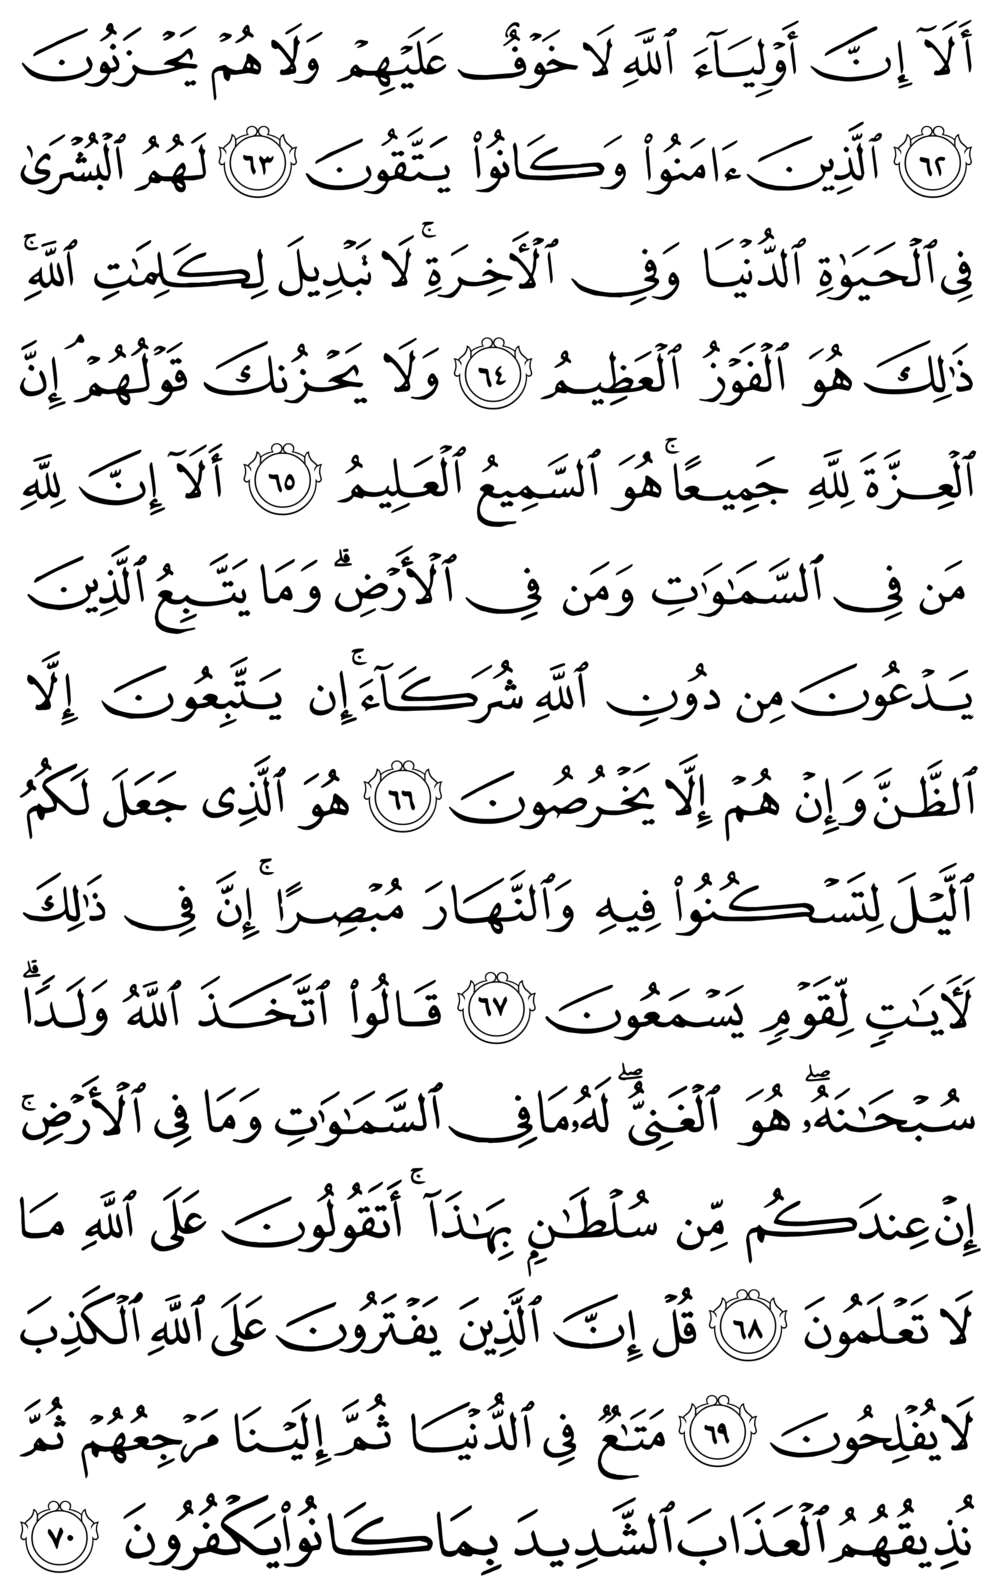 أَلَآ إِنَّ أَوْلِيَآءَ ٱللَّهِ لَا خَوْفٌ عَلَيْهِمْ وَلَا هُمْ يَحْزَنُونَ
٦٢ ٱلَّذِينَ ءَامَنُوا۟ وَكَانُوا۟ يَتَّقُونَ ٦٣ لَهُمُ ٱلْبُشْرَىٰ
فِى ٱلْحَيَوٰةِ ٱلدُّنْيَا وَفِى ٱلْأَخِرَةِ ۚ لَا تَبْدِيلَ لِكَلِمَٰتِ ٱللَّهِ ۚ
ذَٰلِكَ هُوَ ٱلْفَوْزُ ٱلْعَظِيمُ ٦٤ وَلَا يَحْزُنكَ قَوْلُهُمْ ۘ إِنَّ
ٱلْعِزَّةَ لِلَّهِ جَمِيعًا ۚ هُوَ ٱلسَّمِيعُ ٱلْعَلِيمُ ٦٥ أَلَآ إِنَّ لِلَّهِ
مَن فِى ٱلسَّمَٰوَٰتِ وَمَن فِى ٱلْأَرْضِ ۗ وَمَا يَتَّبِعُ ٱلَّذِينَ
يَدْعُونَ مِن دُونِ ٱللَّهِ شُرَكَآءَ ۚ إِن يَتَّبِعُونَ إِلَّا
ٱلظَّنَّ وَإِنْ هُمْ إِلَّا يَخْرُصُونَ ٦٦ هُوَ ٱلَّذِى جَعَلَ لَكُمُ
ٱلَّيْلَ لِتَسْكُنُوا۟ فِيهِ وَٱلنَّهَارَ مُبْصِرًا ۚ إِنَّ فِى ذَٰلِكَ
لَأَيَٰتٍ لِّقَوْمٍ يَسْمَعُونَ ٦٧ قَالُوا۟ ٱتَّخَذَ ٱللَّهُ وَلَدًا ۗ
سُبْحَٰنَهُۥ ۖ هُوَ ٱلْغَنِىُّ ۖ لَهُۥ مَا فِى ٱلسَّمَٰوَٰتِ وَمَا فِى ٱلْأَرْضِ ۚ
إِنْ عِندَكُم مِّن سُلْطَٰنٍۭ بِهَٰذَآ ۚ أَتَقُولُونَ عَلَى ٱللَّهِ مَا
لَا تَعْلَمُونَ ٦٨ قُلْ إِنَّ ٱلَّذِينَ يَفْتَرُونَ عَلَى ٱللَّهِ ٱلْكَذِبَ
لَا يُفْلِحُونَ ٦٩ مَتَٰعٌ فِى ٱلدُّنْيَا ثُمَّ إِلَيْنَا مَرْجِعُهُمْ ثُمَّ
نُذِيقُهُمُ ٱلْعَذَابَ ٱلشَّدِيدَ بِمَا كَانُوا۟ يَكْفُرُونَ ٧٠